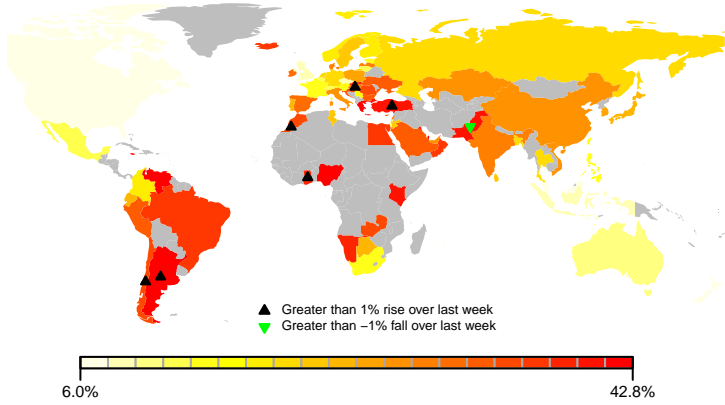 Greater than 1% rise over last week
Greater than −1% fall over last week
6.0%
42.8%